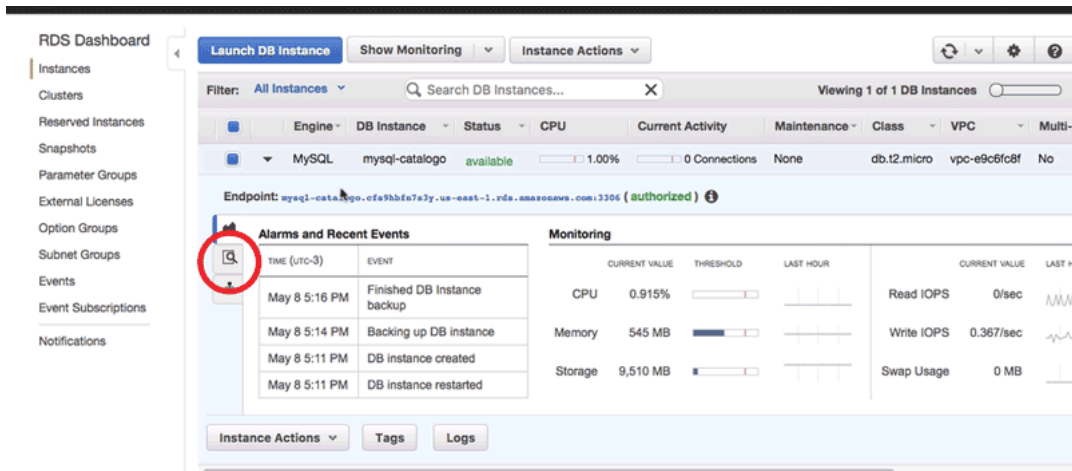 RDS Dashboard
Instances
Clusters
Reserved Instances
Snapshots
Parameter Groups
External Licenses
Option Groups
Subnet Groups
Events
Event Subscriptions
Notifications
Launch DB Instance Show Monitoring Instance Actions
Filter: All Instances Search DB Instances... Viewing 1 of 1 DB Instances
Engine DB Instance Status CPU Current Activity Maintenance Class VPC Multi-
MySQL mysql-catalogo available 1.00% 0 Connections None db.t2.micro vpc-e9c6fc8f No
Endpoint: ( authorized )
Alarms and Recent Events
TIME (UTC-3) EVENT
May 8 5:16 PM Finished DB Instance
backup
May 8 5:14 PM Backing up DB instance
May 8 5:11 PM DB instance created
May 8 5:11 PM DB instance restarted
Monitoring
CURRENT VALUE THRESHOLD LAST HOUR CURRENT VALUE LAST
CPU 0.915% Read IOPS 0/sec
Memory 545 MB Write IOPS 0.367/sec
Storage 9,510 MB Swap Usage 0 MB
Instance Actions Tags Logs